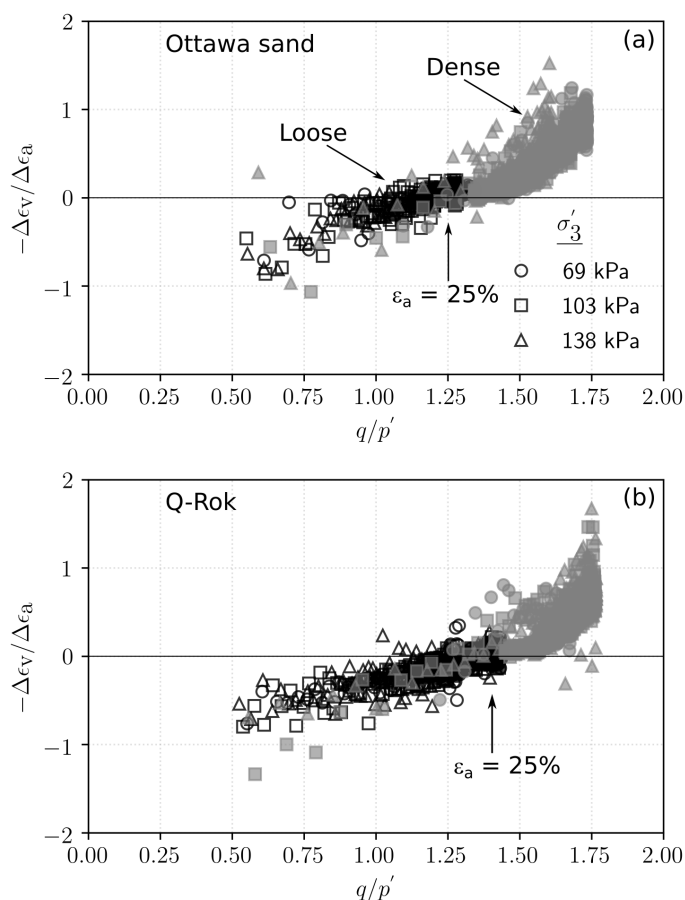 2
Ottawa sand
(a)
Dense
1
Loose
−Δϵv/Δϵa
0
σ′3
69 kPa
−1
εa = 25%
103 kPa
138 kPa
−2
0.00 0.25 0.50 0.75 1.00 1.25 1.50 1.75 2.00
q/p′
2
Q-Rok
(b)
1
−Δϵv/Δϵa
0
−1
εa = 25%
−2
0.00 0.25 0.50 0.75 1.00 1.25 1.50 1.75 2.00
q/p′